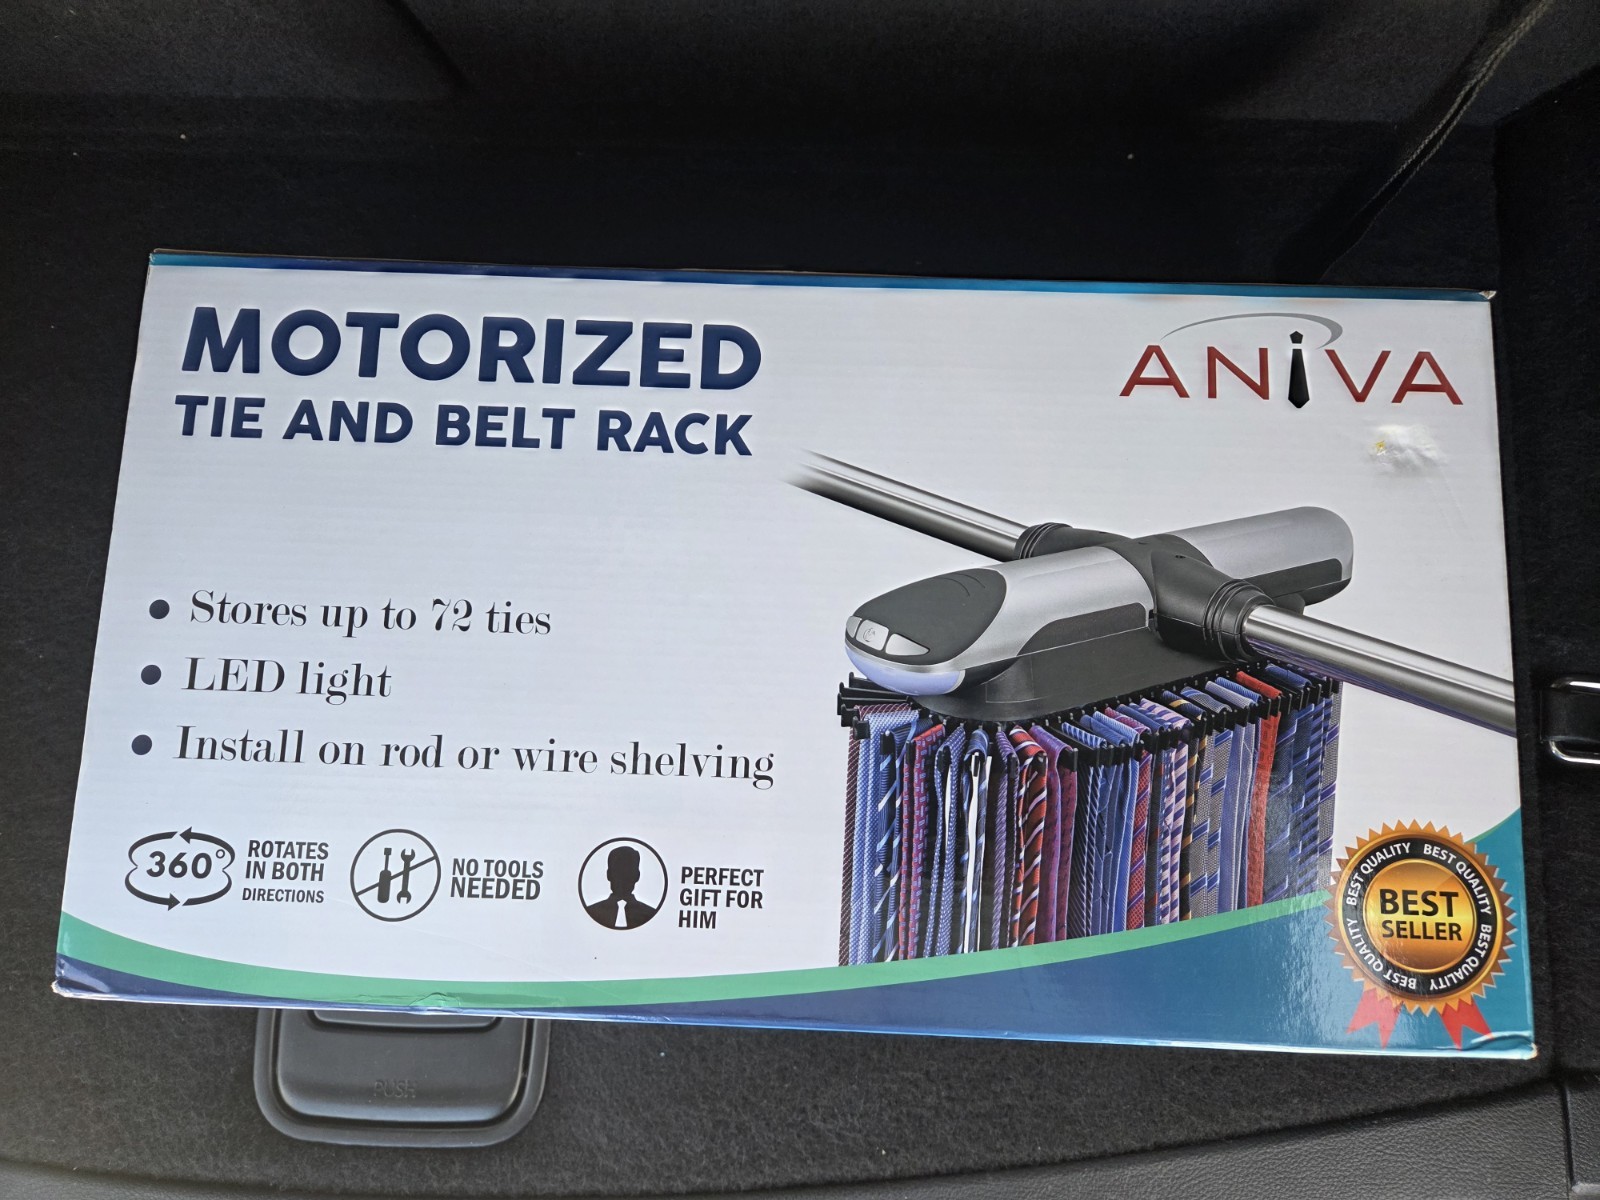 MOTORIZED
TIE AND BELT RACK
ANIVA
• Stores up to 72 ties
• LED light
• Install on rod or wire shelving
360°
ROTATES
IN BOTH
DIRECTIONS
NO TOOLS
NEEDED
PERFECT
GIFT FOR
HIM
BEST QUALITY BEST QUALITY BEST QUALITY BEST QUALITY
BEST
SELLER
PUSH